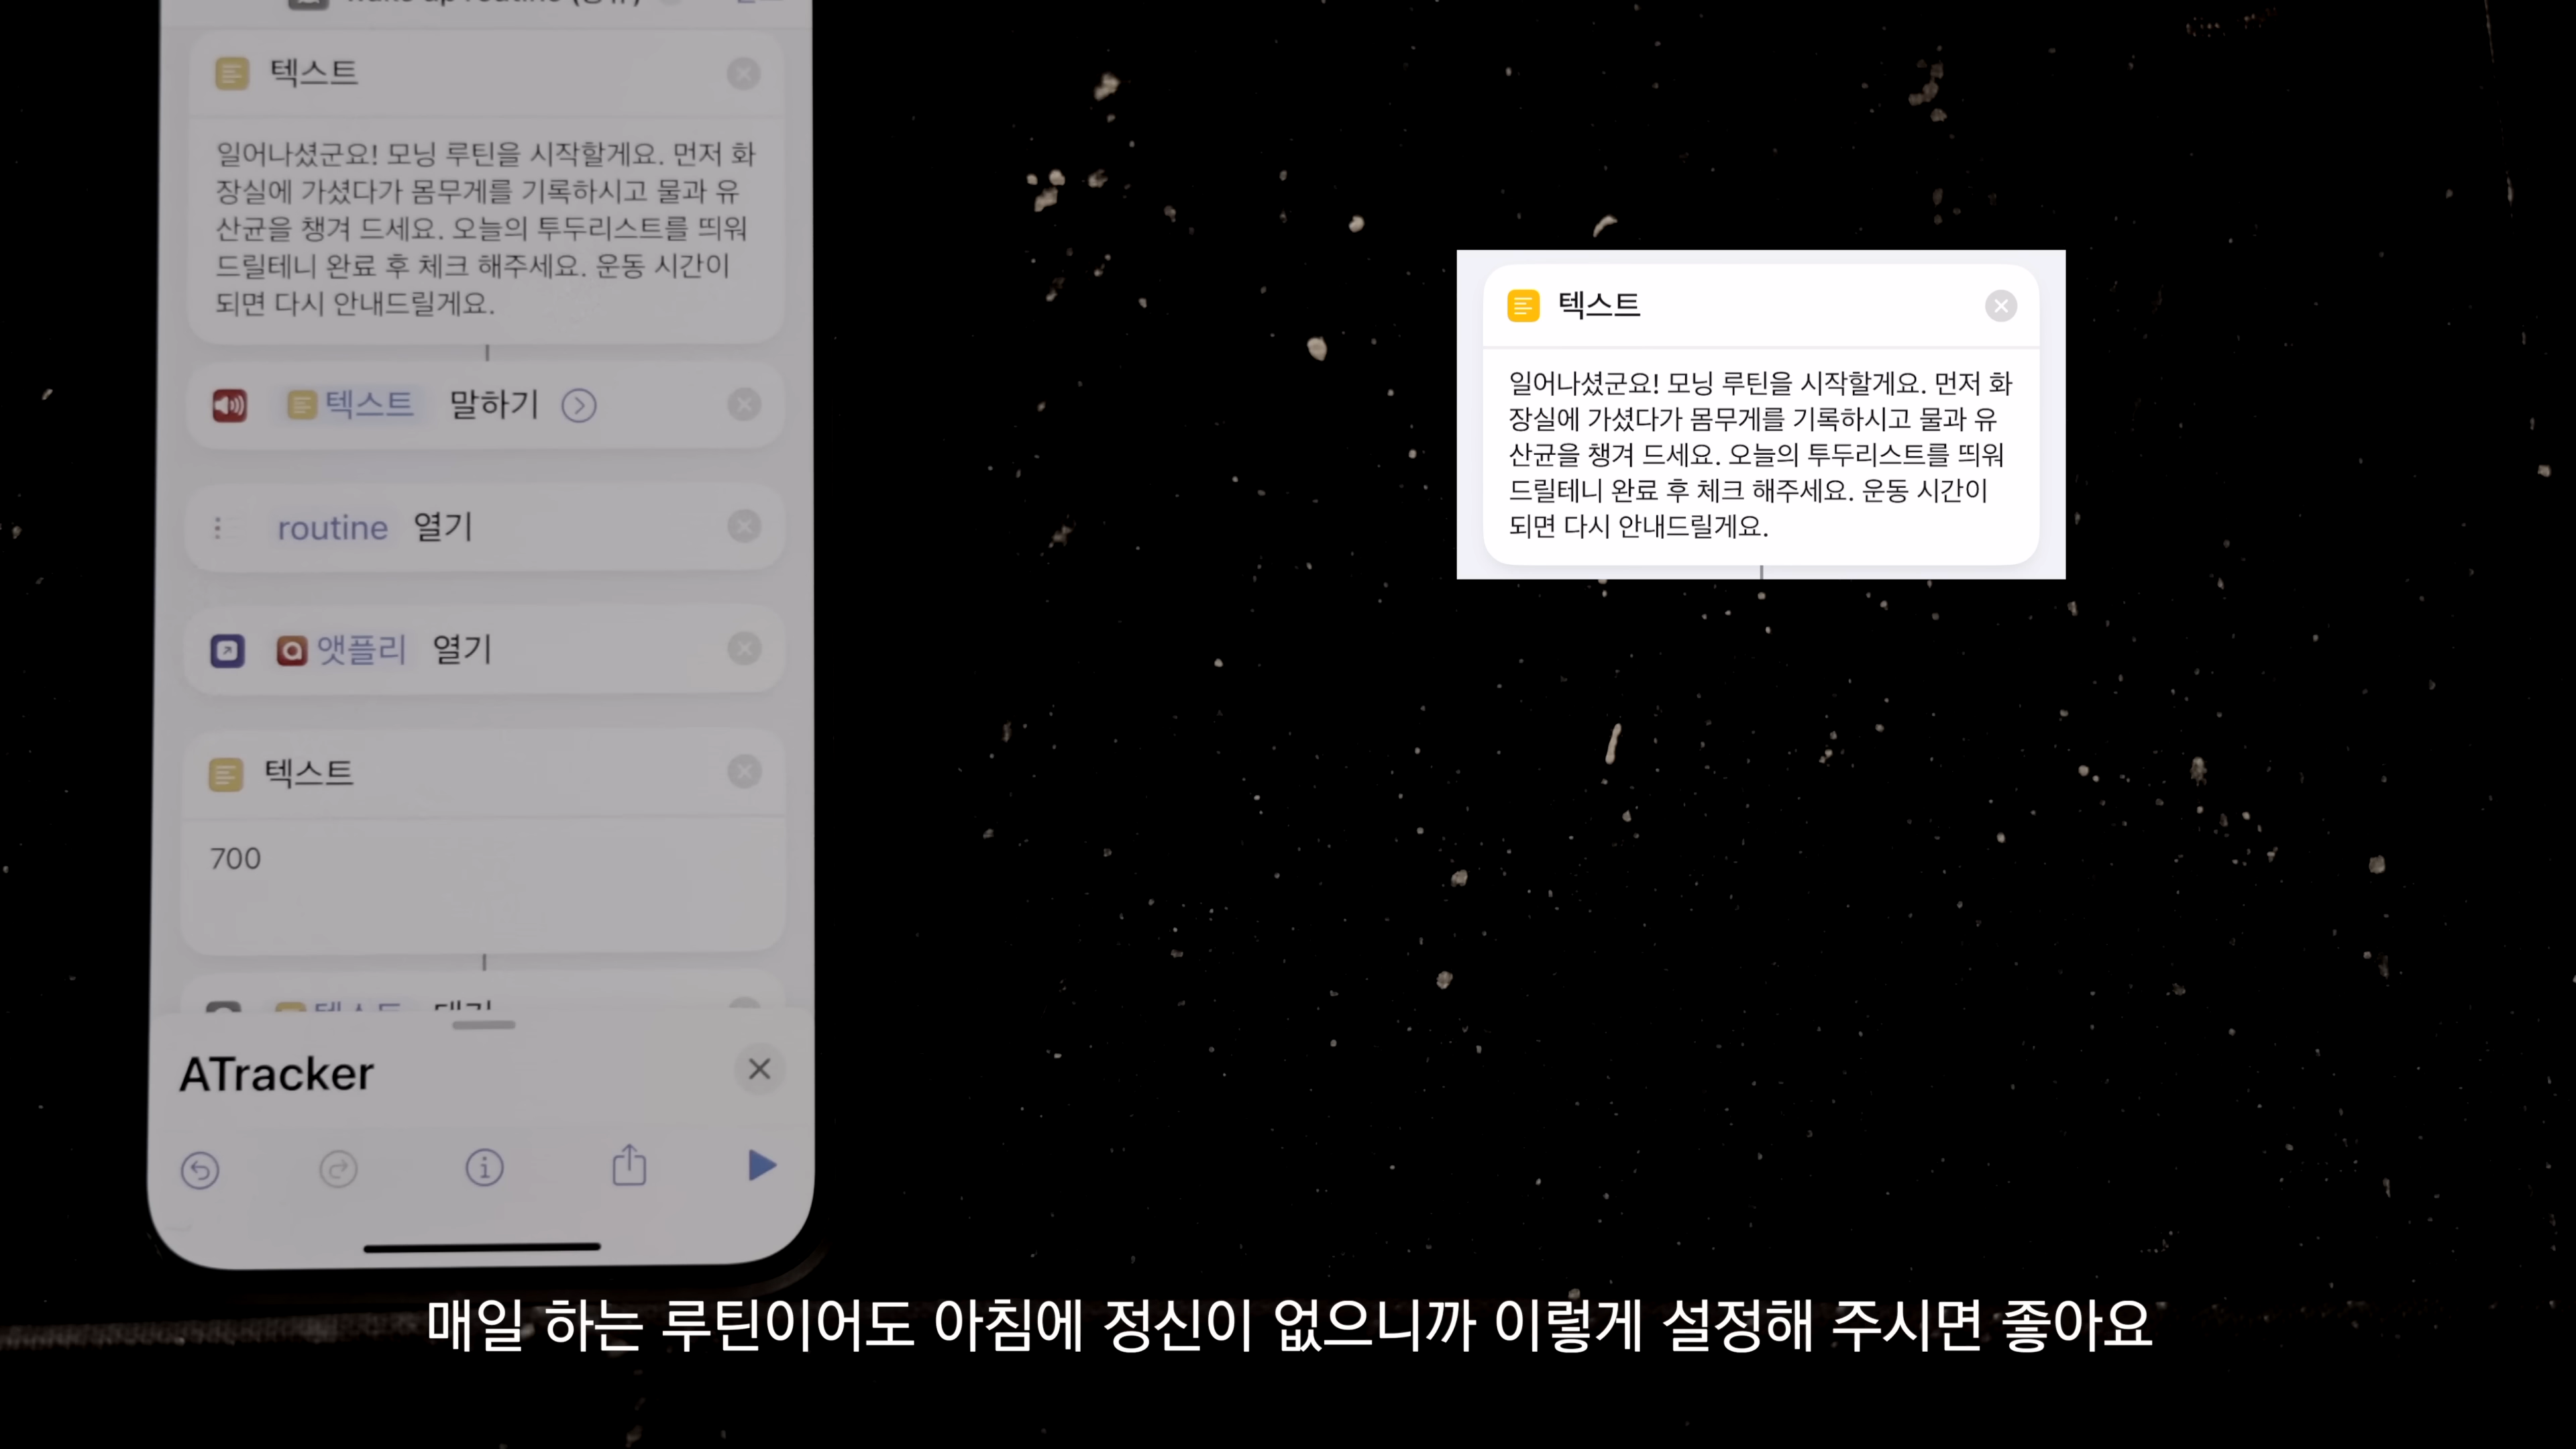 wake up routine (공유)
텍스트
일어나셨군요! 모닝 루틴을 시작할게요. 먼저 화
장실에 가셨다가 몸무게를 기록하시고 물과 유
산균을 챙겨 드세요. 오늘의 투두리스트를 띄워
드릴테니 완료 후 체크 해주세요. 운동 시간이
되면 다시 안내드릴게요.
텍스트 말하기
routine 열기
앳플리 열기
텍스트
700
텍스트 대기
ATracker
텍스트
일어나셨군요! 모닝 루틴을 시작할게요. 먼저 화
장실에 가셨다가 몸무게를 기록하시고 물과 유
산균을 챙겨 드세요. 오늘의 투두리스트를 띄워
드릴테니 완료 후 체크 해주세요. 운동 시간이
되면 다시 안내드릴게요.
매일 하는 루틴이어도 아침에 정신이 없으니까 이렇게 설정해 주시면 좋아요